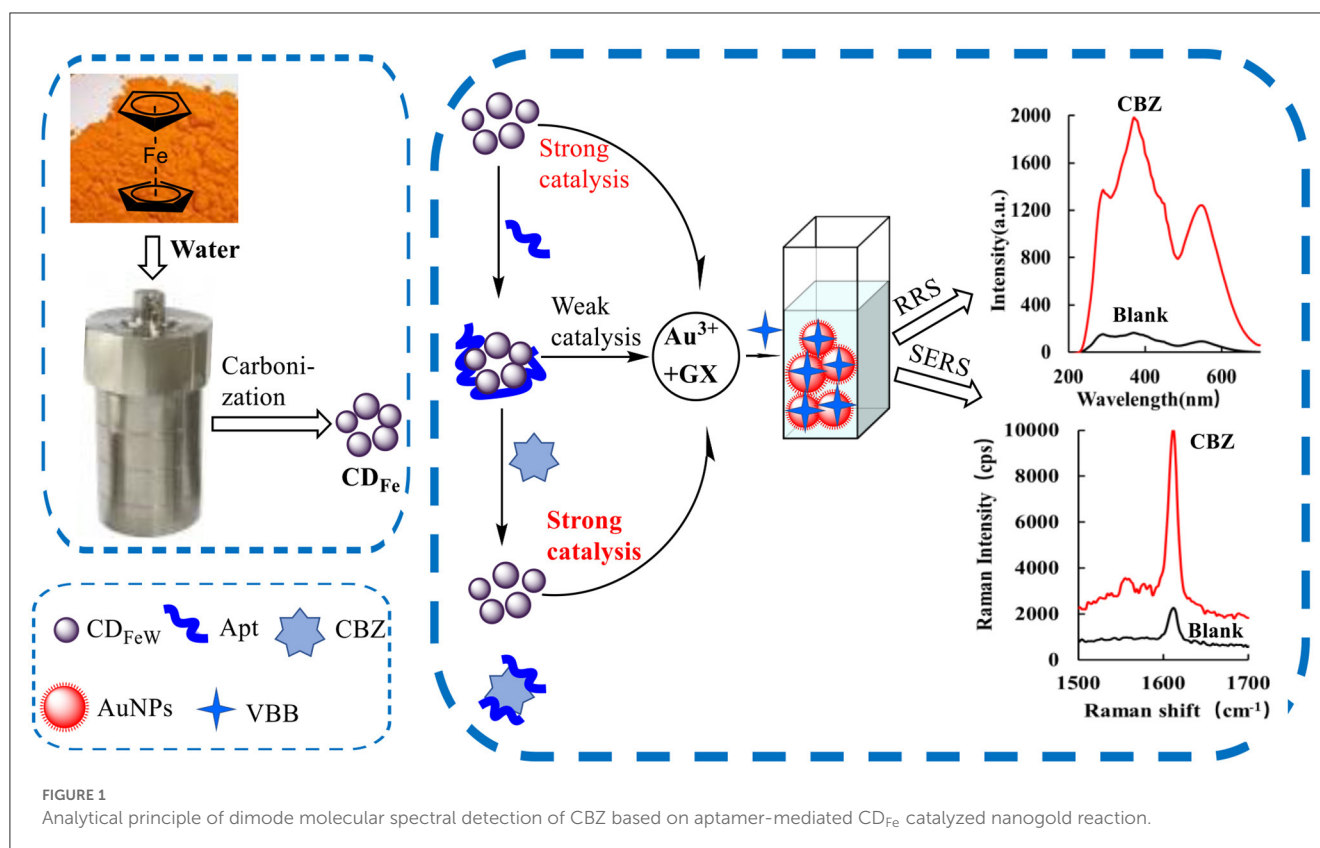 Fe
Water
Carboni-
zation
CD_Fe
CD_FeW
Apt
CBZ
AuNPs
VBB
Strong
catalysis
Weak
catalysis
Au³⁺
+GX
Strong
catalysis
RRS
SERS
Intensity(a.u.)
2000
1600
1200
800
400
0
CBZ
Blank
200
400
600
Wavelength(nm)
Raman Intensity (cps)
10000
8000
6000
4000
2000
0
CBZ
Blank
1500
1600
1700
Raman shift (cm⁻¹)
FIGURE 1
Analytical principle of dimode molecular spectral detection of CBZ based on aptamer-mediated CD_Fe catalyzed nanogold reaction.